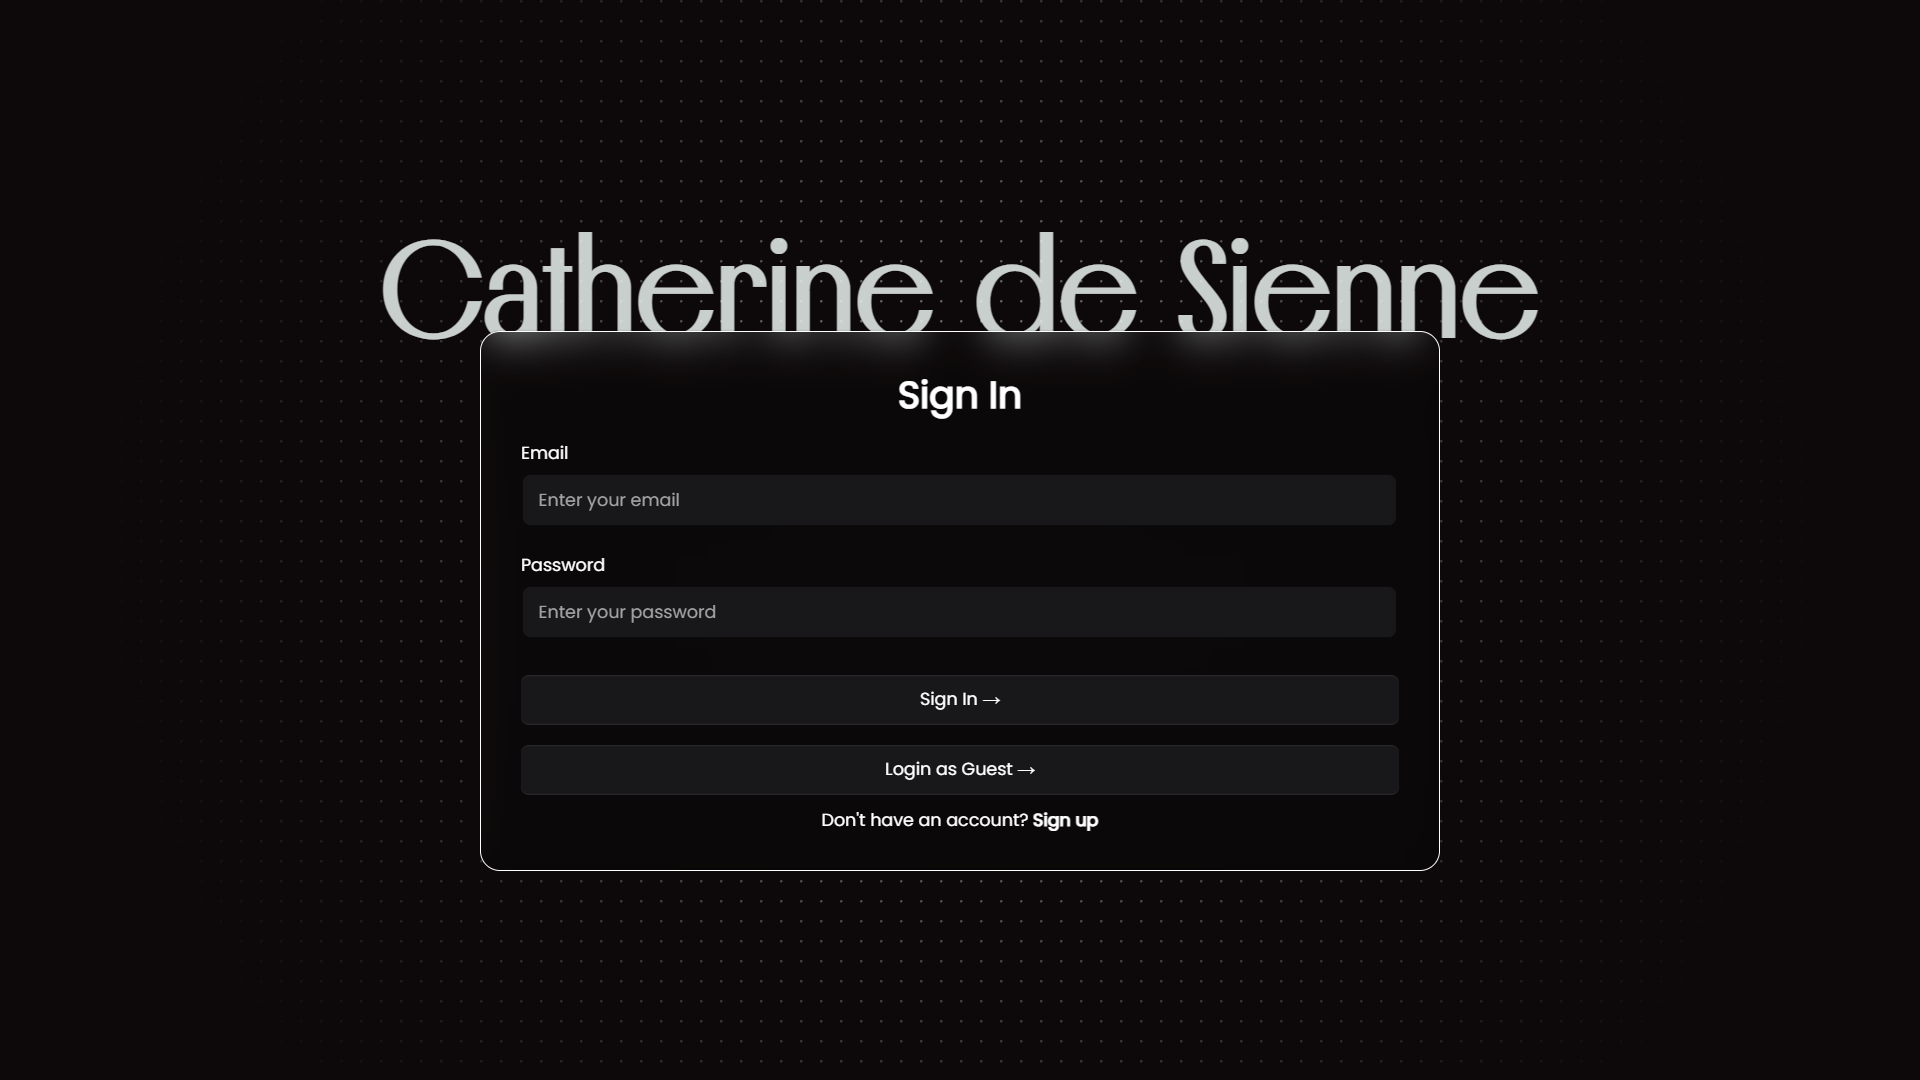 Catherine de Sienne
Sign In
Email
Enter your email
Password
Enter your password
Sign In →
Login as Guest →
Don't have an account? Sign up